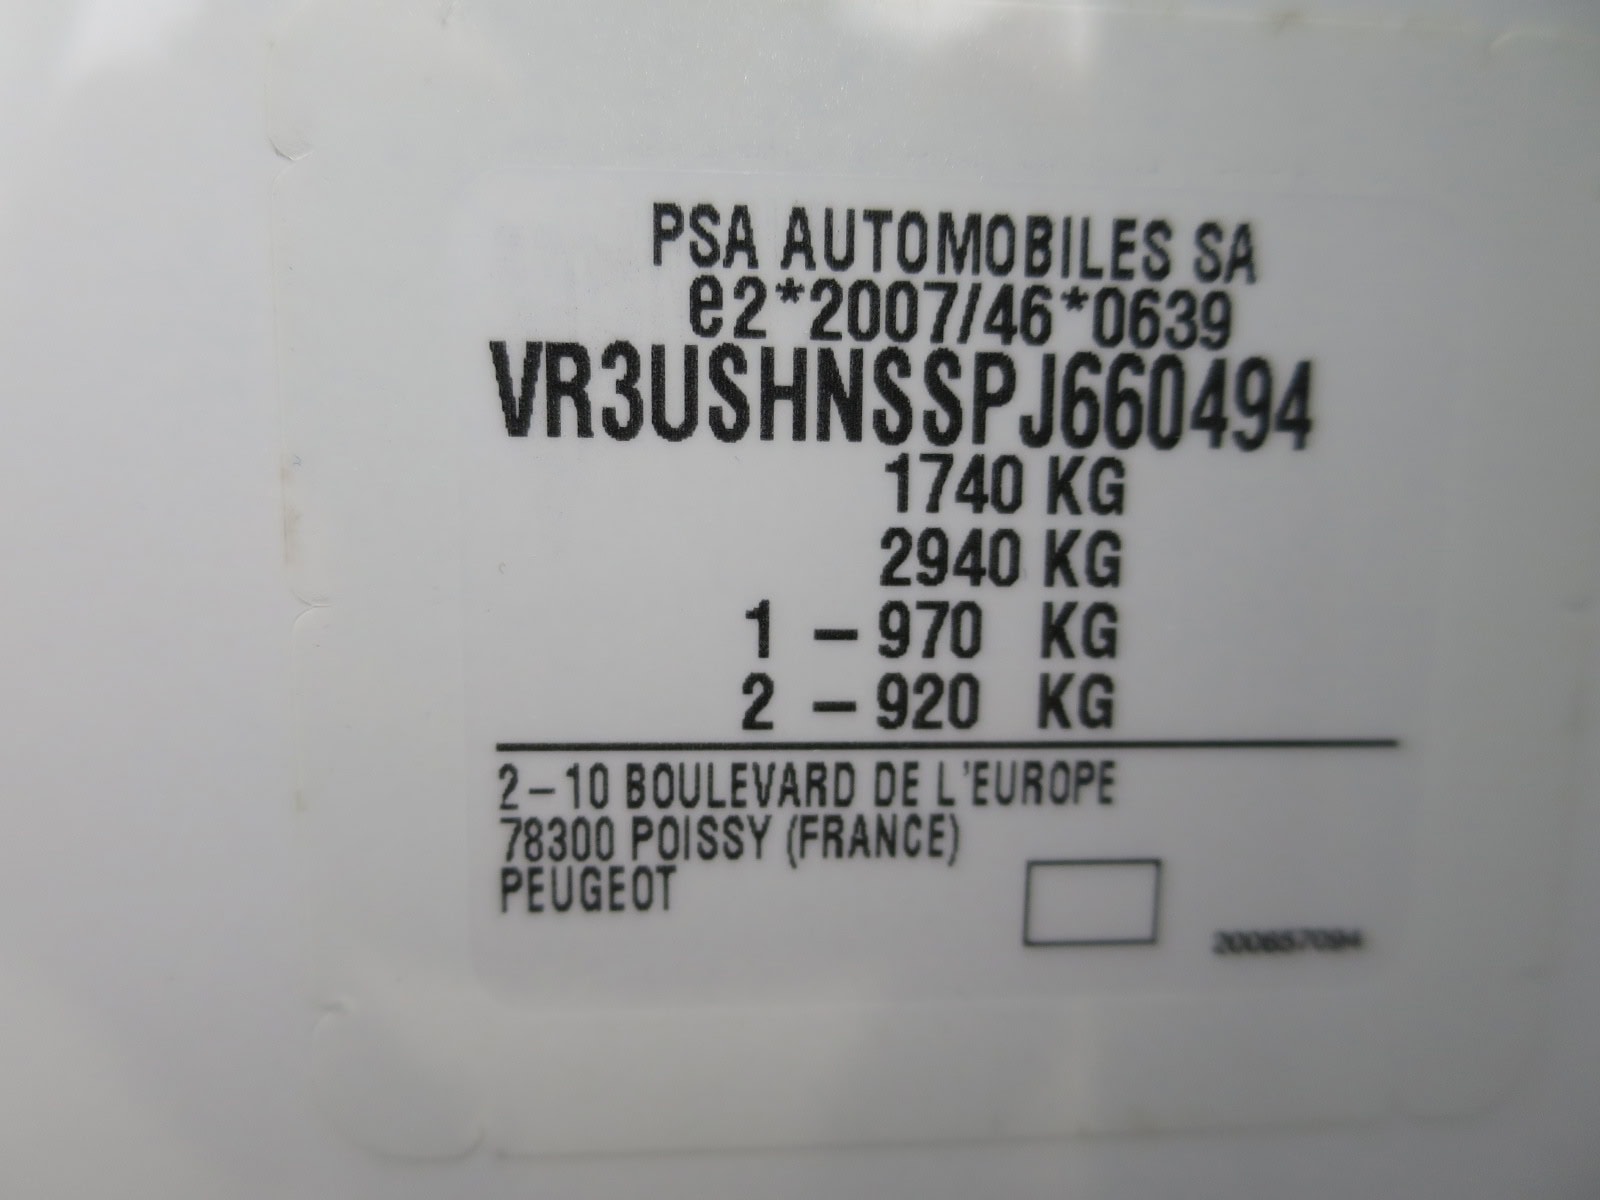 PSA AUTOMOBILES SA
e2*2007/46*0639
VR3USHNSSPJ660494
1740 KG
2940 KG
1 – 970 KG
2 – 920 KG
2–10 BOULEVARD DE L'EUROPE
78300 POISSY (FRANCE)
PEUGEOT